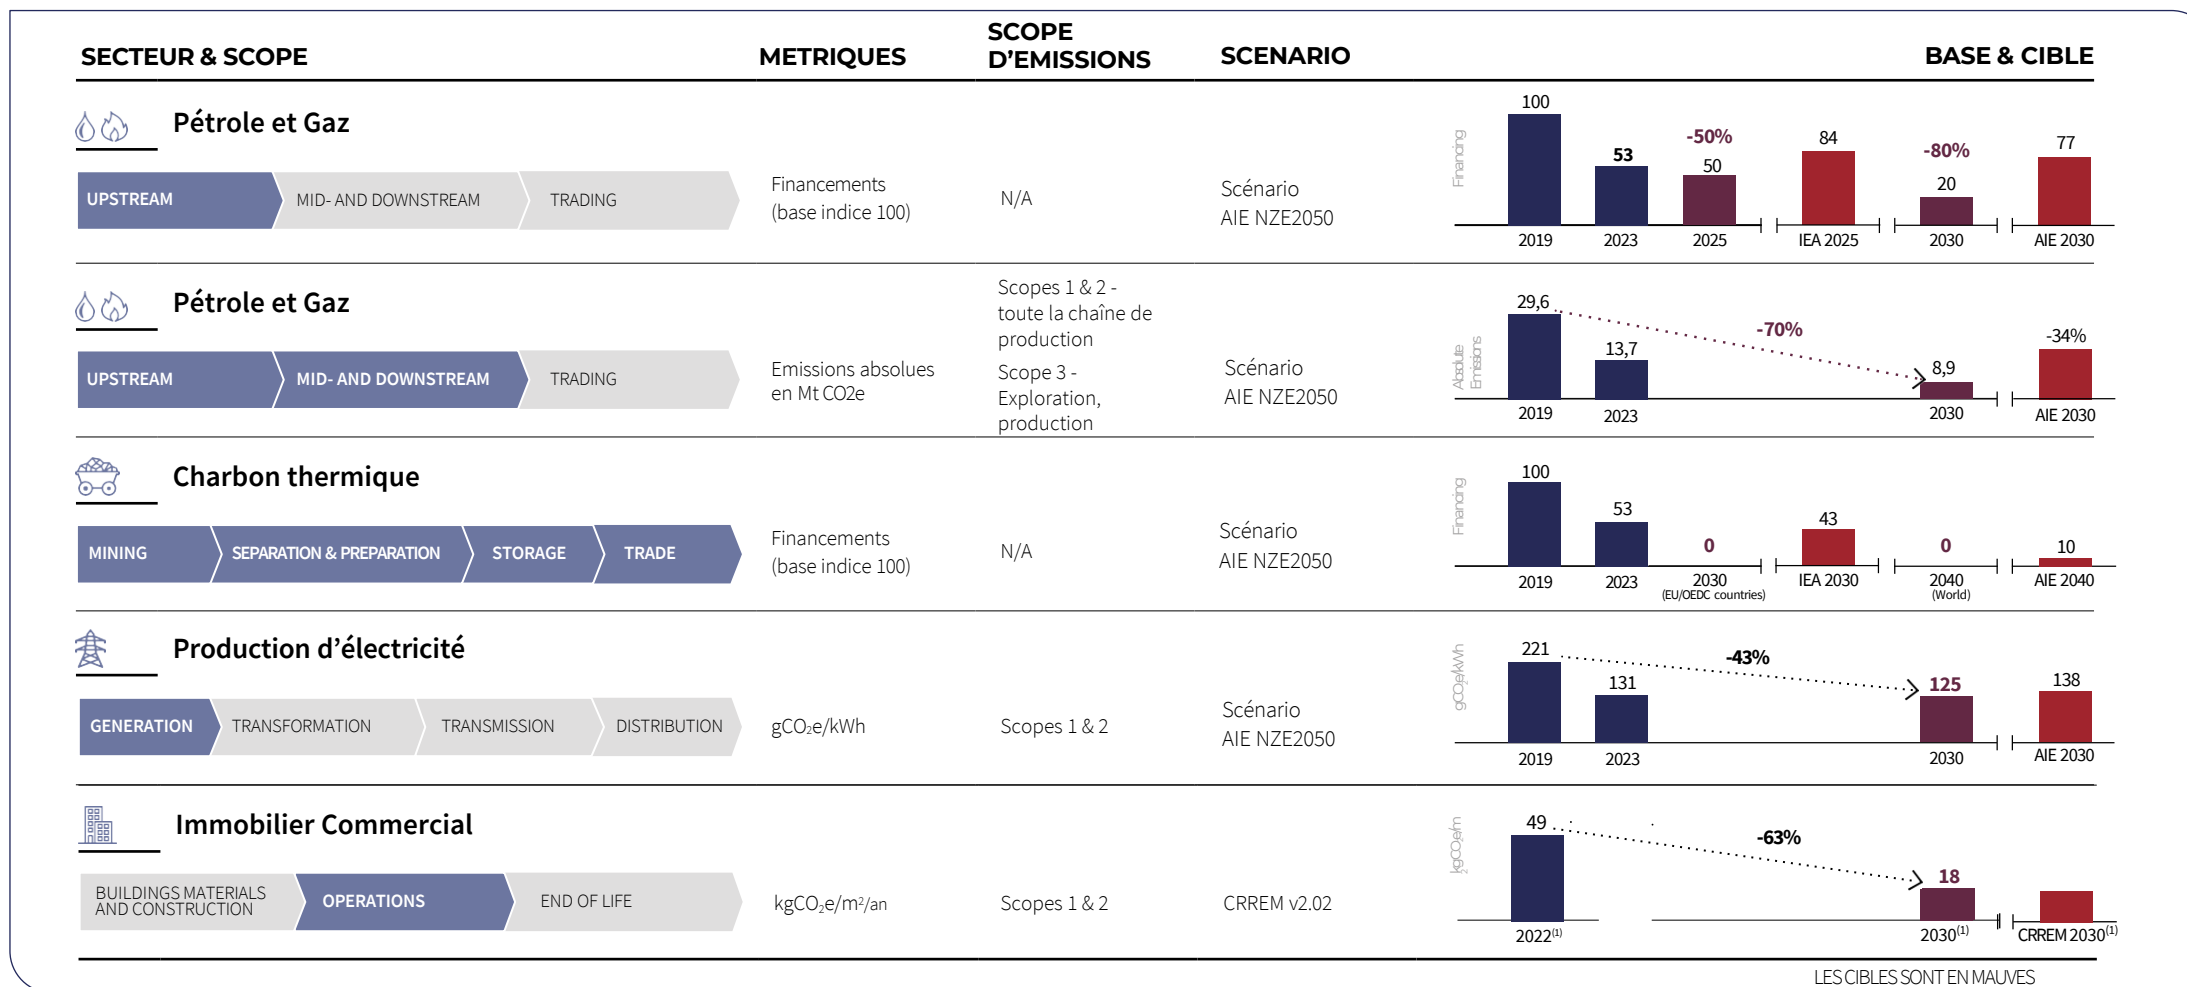 SECTEUR & SCOPE
METRIQUES
SCOPE
D'EMISSIONS
SCENARIO
BASE & CIBLE
Pétrole et Gaz
UPSTREAM
MID- AND DOWNSTREAM
TRADING
Financements
(base indice 100)
N/A
Scénario
AIE NZE2050
Financing
100
53
-50%
50
84
-80%
20
77
2019
2023
2025
IEA 2025
2030
AIE 2030
Pétrole et Gaz
UPSTREAM
MID- AND DOWNSTREAM
TRADING
Emissions absolues
en Mt CO2e
Scopes 1 & 2 -
toute la chaîne de
production
Scope 3 -
Exploration,
production
Scénario
AIE NZE2050
Absolute
Emissions
29,6
13,7
-70%
8,9
-34%
2019
2023
2030
AIE 2030
Charbon thermique
MINING
SEPARATION & PREPARATION
STORAGE
TRADE
Financements
(base indice 100)
N/A
Scénario
AIE NZE2050
Financing
100
53
0
43
0
10
2019
2023
2030
(EU/OEDC countries)
IEA 2030
2040
(World)
AIE 2040
Production d'électricité
GENERATION
TRANSFORMATION
TRANSMISSION
DISTRIBUTION
gCO₂e/kWh
Scopes 1 & 2
Scénario
AIE NZE2050
gCO₂e/kWh
221
131
-43%
125
138
2019
2023
2030
AIE 2030
Immobilier Commercial
BUILDINGS MATERIALS
AND CONSTRUCTION
OPERATIONS
END OF LIFE
kgCO₂e/m²/an
Scopes 1 & 2
CRREM v2.02
kgCO₂e/m
2
49
-63%
18
2022⁽¹⁾
2030⁽¹⁾
CRREM 2030⁽¹⁾
LES CIBLES SONT EN MAUVES